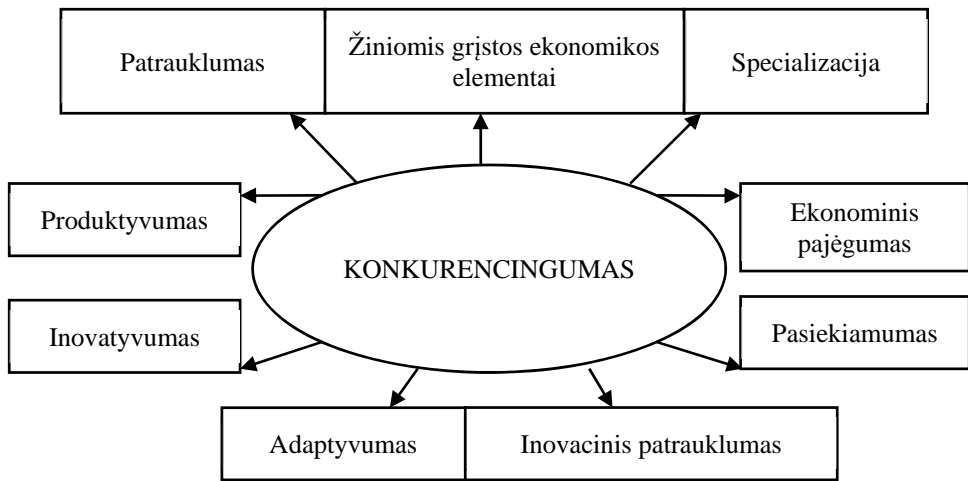 Patrauklumas
Žiniomis grįstos ekonomikos
elementai
Specializacija
Produktyvumas
Ekonominis
pajėgumas
KONKURENCINGUMAS
Inovatyvumas
Pasiekiamumas
Adaptyvumas
Inovacinis patrauklumas